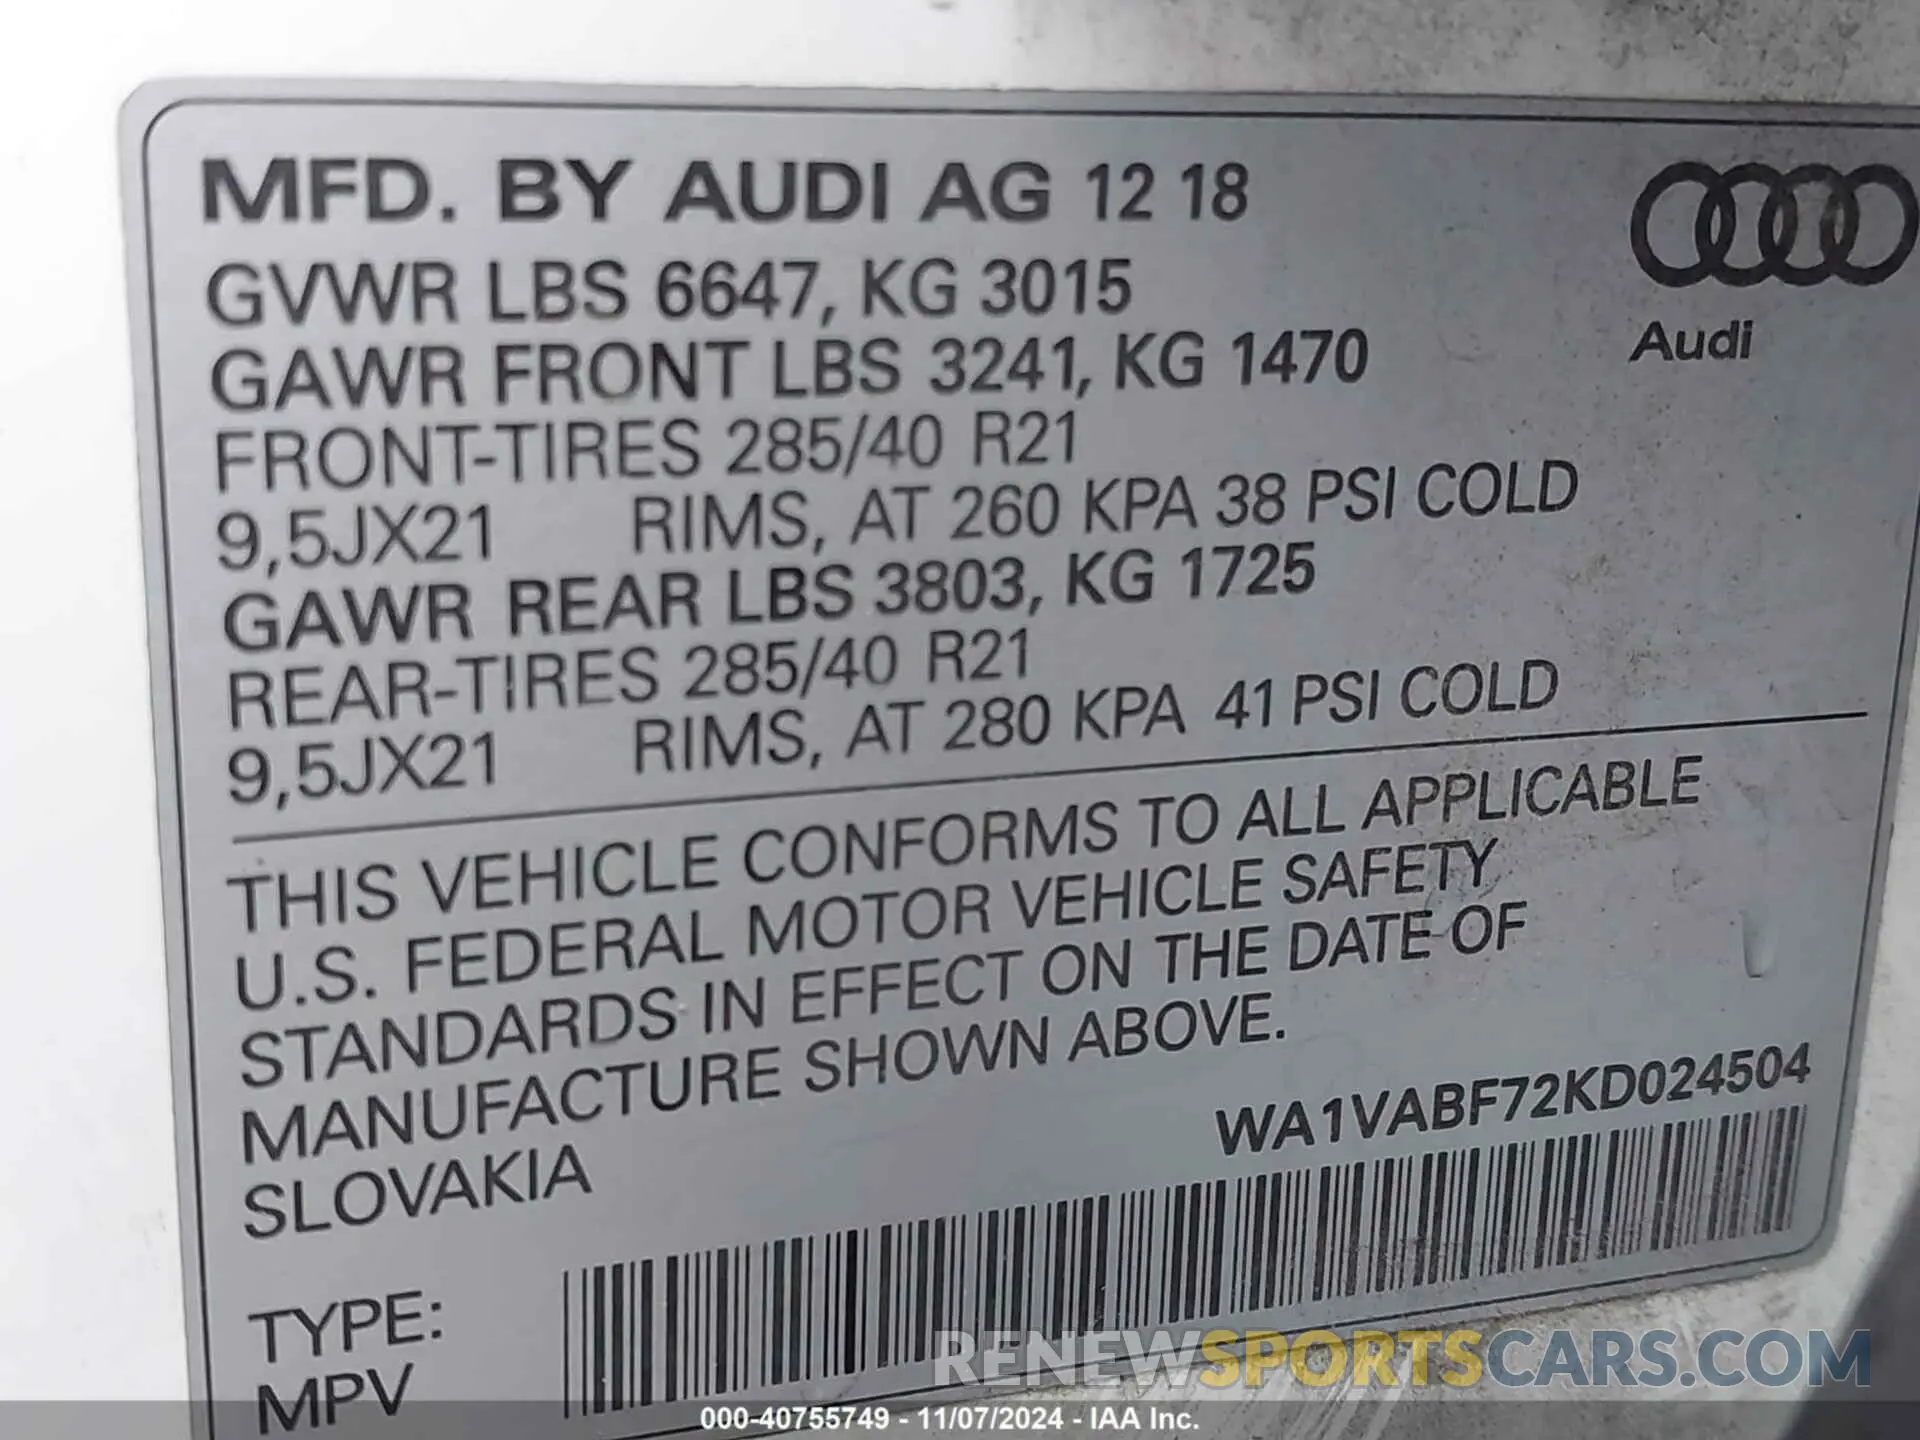 MFD. BY AUDI AG 12 18
GVWR LBS 6647, KG 3015
GAWR FRONT LBS 3241, KG 1470
Audi
FRONT-TIRES 285/40 R21
9,5JX21 RIMS, AT 260 KPA 38 PSI COLD
GAWR REAR LBS 3803, KG 1725
REAR-TIRES 285/40 R21
9,5JX21 RIMS, AT 280 KPA 41 PSI COLD
THIS VEHICLE CONFORMS TO ALL APPLICABLE
U.S. FEDERAL MOTOR VEHICLE SAFETY
STANDARDS IN EFFECT ON THE DATE OF
MANUFACTURE SHOWN ABOVE.
SLOVAKIA
WA1VABF72KD024504
TYPE:
MPV
RENEWSPORTSCARS.COM
000-40755749 - 11/07/2024 - IAA Inc.